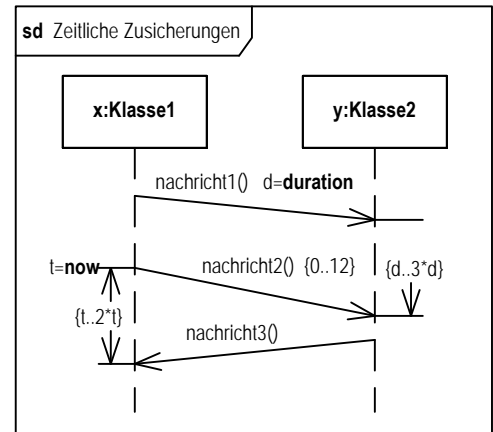 sd Zeitliche Zusicherungen
x:Klasse1
y:Klasse2
nachricht1() d=duration
t=now
nachricht2() {0..12}
{d..3*d}
{t..2*t}
nachricht3()